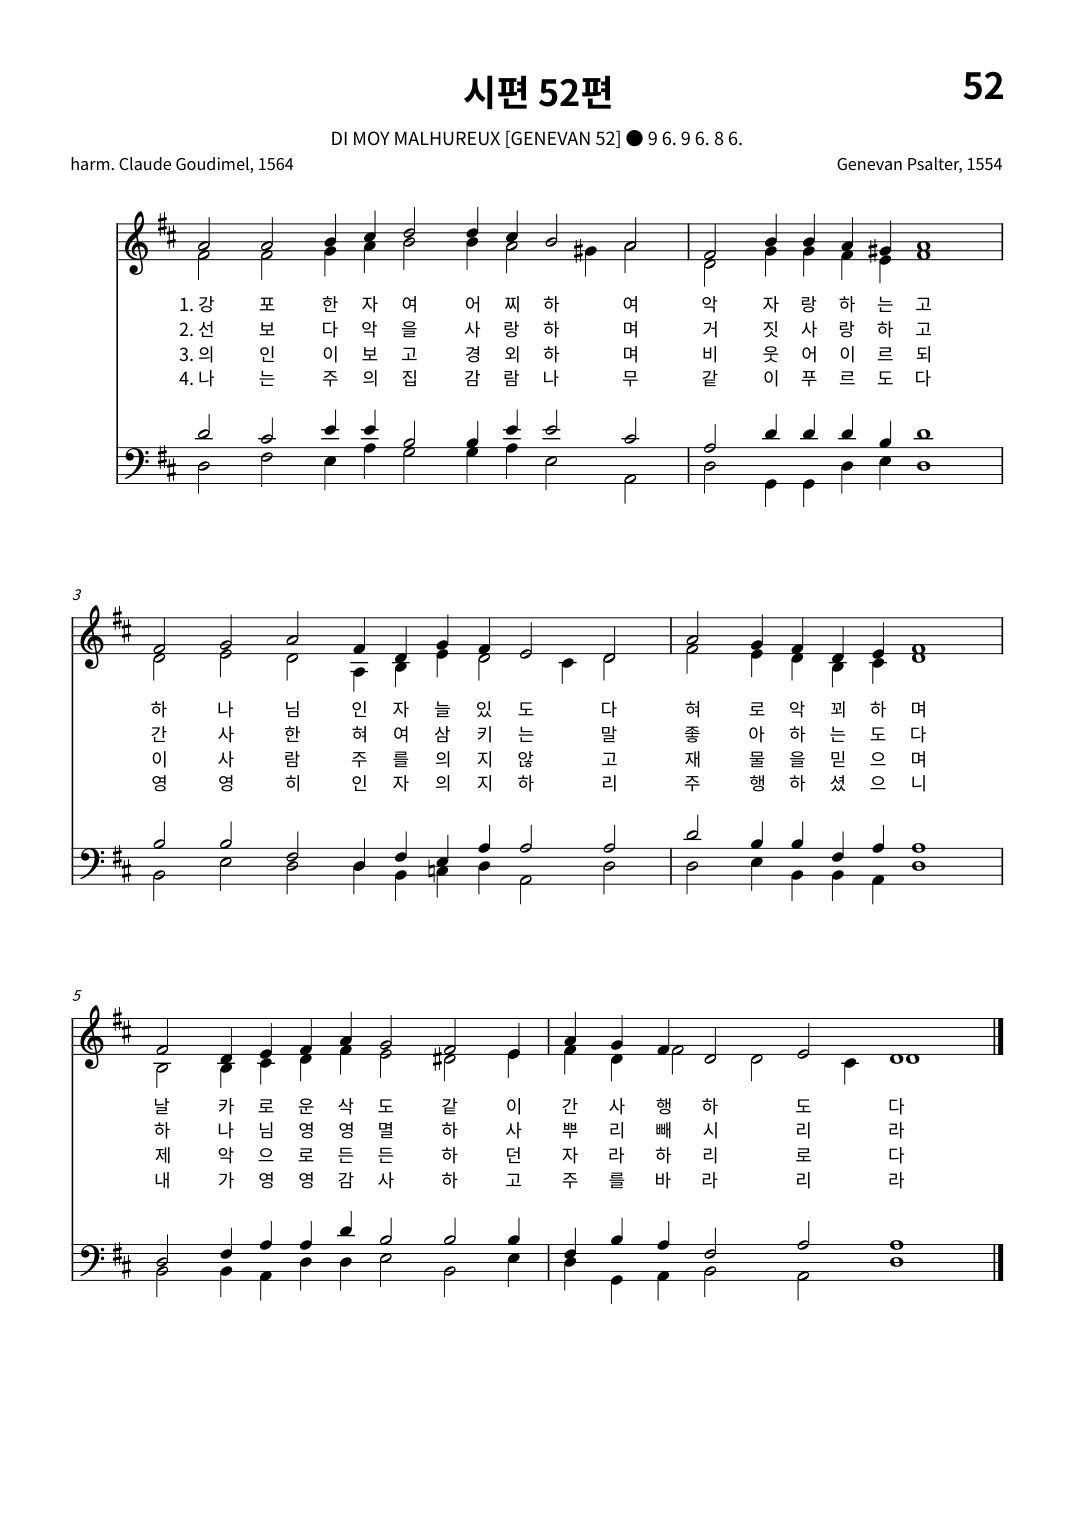 시편 52편
52
DI MOY MALHUREUX [GENEVAN 52] ● 9 6. 9 6. 8 6.
harm. Claude Goudimel, 1564
Genevan Psalter, 1554
1. 강 포 한 자 여 어 찌 하 여 악 자 랑 하 는 고
2. 선 보 다 악 을 사 랑 하 며 거 짓 사 랑 하 고
3. 의 인 이 보 고 경 외 하 며 비 웃 어 이 르 되
4. 나 는 주 의 집 감 람 나 무 같 이 푸 르 도 다
3
하 나 님 인 자 늘 있 도 다 혀 로 악 꾀 하 며
간 사 한 혀 여 삼 키 는 말 좋 아 하 는 도 다
이 사 람 주 를 의 지 않 고 재 물 을 믿 으 며
영 영 히 인 자 의 지 하 리 주 행 하 셨 으 니
5
날 카 로 운 삭 도 같 이 간 사 행 하 도 다
하 나 님 영 영 멸 하 사 뿌 리 빼 시 리 라
제 악 으 로 든 든 하 던 자 라 하 리 로 다
내 가 영 영 감 사 하 고 주 를 바 라 리 라